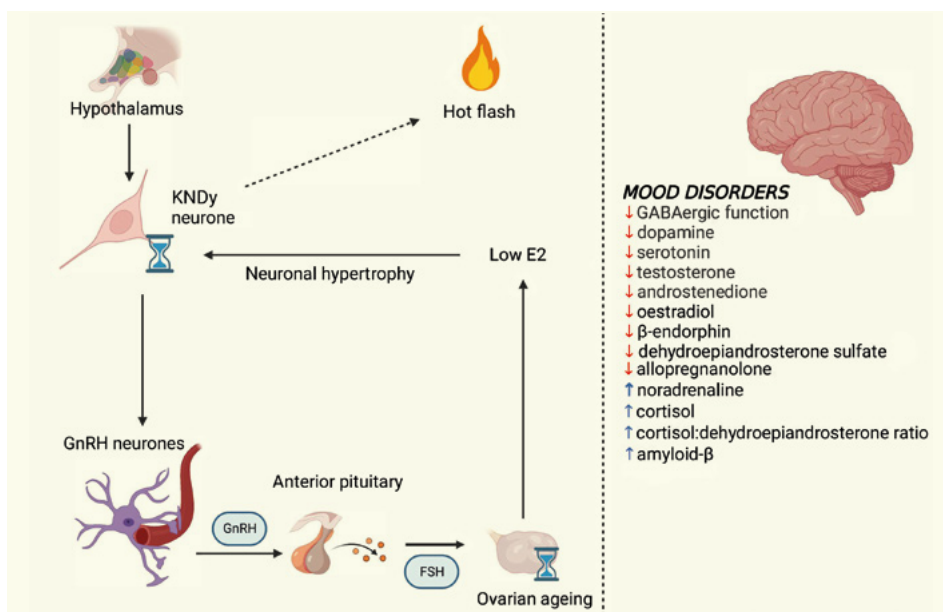 Hypothalamus
Hot flash
KNDy
neurone
Low E2
Neuronal hypertrophy
GnRH neurones
Anterior pituitary
GnRH
FSH
Ovarian ageing
MOOD DISORDERS
↓GABAergic function
↓dopamine
↓serotonin
↓testosterone
↓androstenedione
↓oestradiol
↓β-endorphin
↓dehydroepiandrosterone sulfate
↓allopregnanolone
↑noradrenaline
↑cortisol
↑cortisol:dehydroepiandrosterone ratio
↑amyloid-β